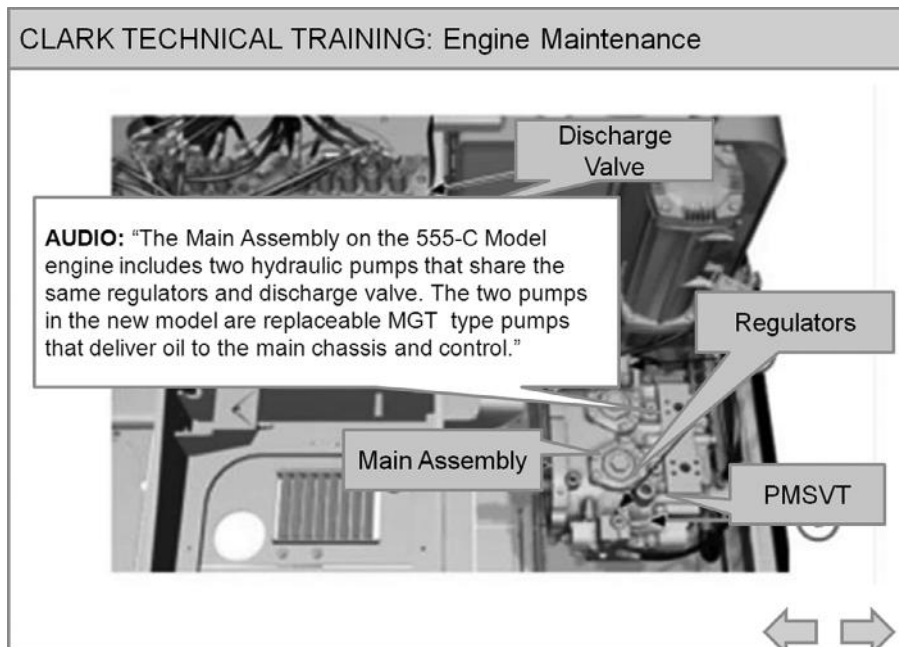 CLARK TECHNICAL TRAINING: Engine Maintenance
Discharge
Valve
AUDIO: “The Main Assembly on the 555-C Model
engine includes two hydraulic pumps that share the
same regulators and discharge valve. The two pumps
in the new model are replaceable MGT type pumps
that deliver oil to the main chassis and control.”
Regulators
Main Assembly
PMSVT